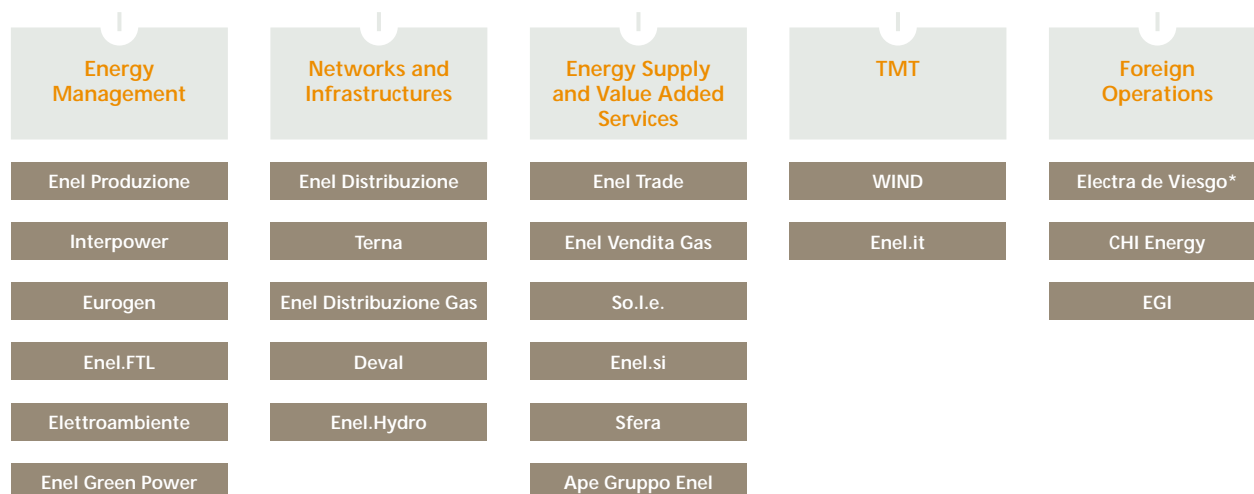 Energy
Management
Networks and
Infrastructures
Energy Supply
and Value Added
Services
TMT
Foreign
Operations
Enel Produzione
Enel Distribuzione
Enel Trade
WIND
Electra de Viesgo*
Interpower
Terna
Enel Vendita Gas
Enel.it
CHI Energy
Eurogen
Enel Distribuzione Gas
So.l.e.
EGI
Enel.FTL
Deval
Enel.si
Elettroambiente
Enel.Hydro
Sfera
Enel Green Power
Ape Gruppo Enel